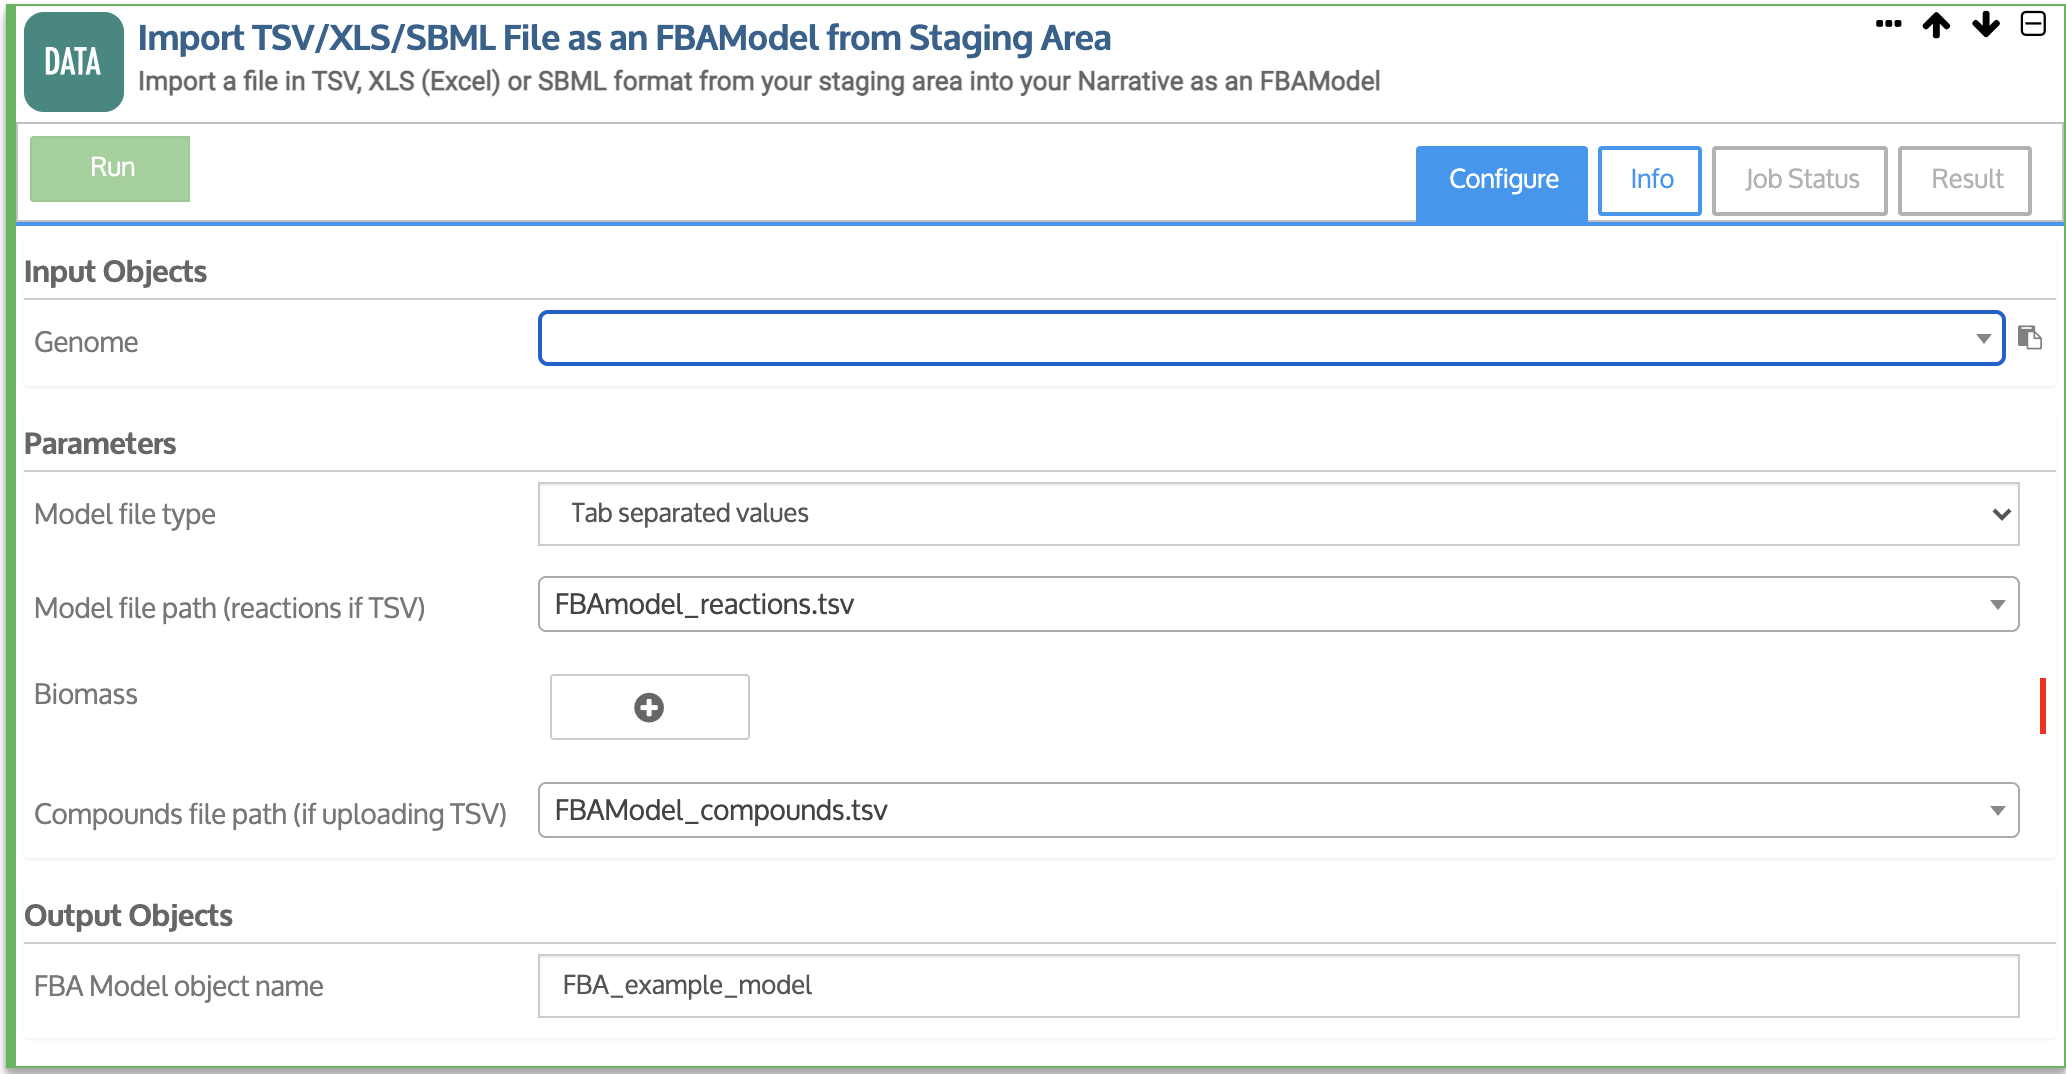 DATA
Import TSV/XLS/SBML File as an FBAModel from Staging Area
Import a file in TSV, XLS (Excel) or SBML format from your staging area into your Narrative as an FBAModel
Run
Configure
Info
Job Status
Result
Input Objects
Genome
Parameters
Model file type
Tab separated values
Model file path (reactions if TSV)
FBAmodel_reactions.tsv
Biomass
Compounds file path (if uploading TSV)
FBAModel_compounds.tsv
Output Objects
FBA Model object name
FBA_example_model